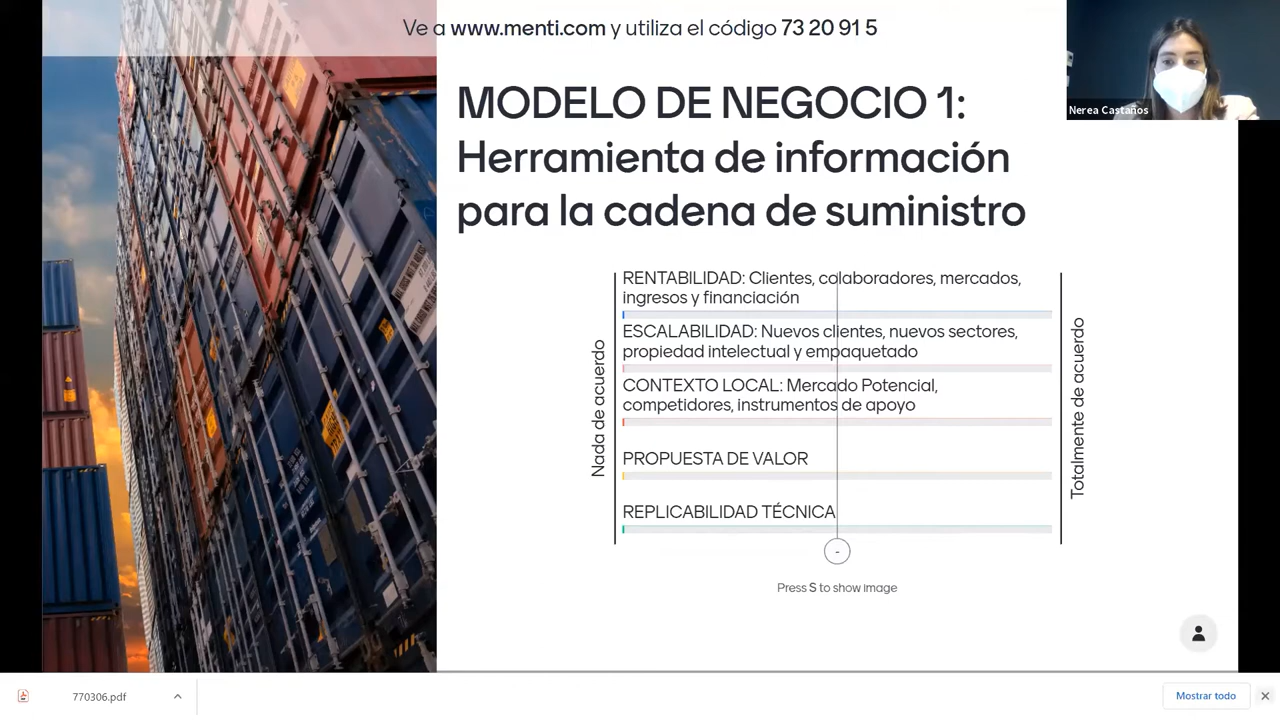 Ve a www.menti.com y utiliza el código 73 20 91 5
Nerea Castaños
MODELO DE NEGOCIO 1:
Herramienta de información
para la cadena de suministro
RENTABILIDAD: Clientes, colaboradores, mercados,
ingresos y financiación
ESCALABILIDAD: Nuevos clientes, nuevos sectores,
propiedad intelectual y empaquetado
CONTEXTO LOCAL: Mercado Potencial,
competidores, instrumentos de apoyo
PROPUESTA DE VALOR
REPLICABILIDAD TÉCNICA
Nada de acuerdo
Totalmente de acuerdo
-
Press S to show image
770306.pdf
Mostrar todo